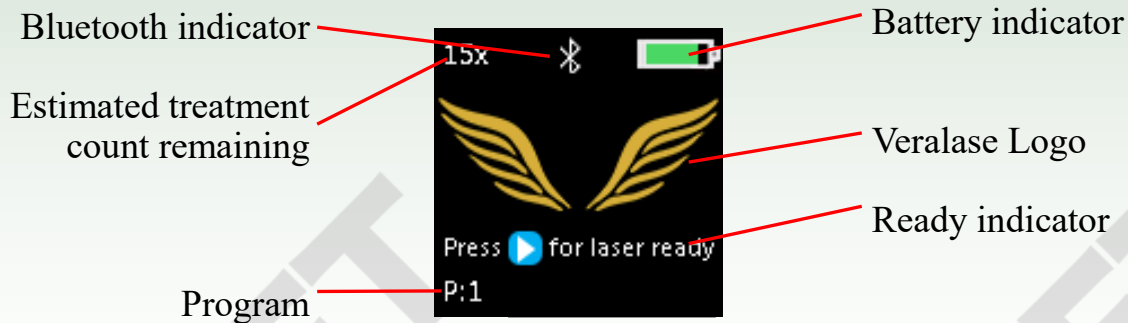 Bluetooth indicator
Battery indicator
15x
Estimated treatment
count remaining
Veralase Logo
Ready indicator
Press for laser ready
P:1
Program